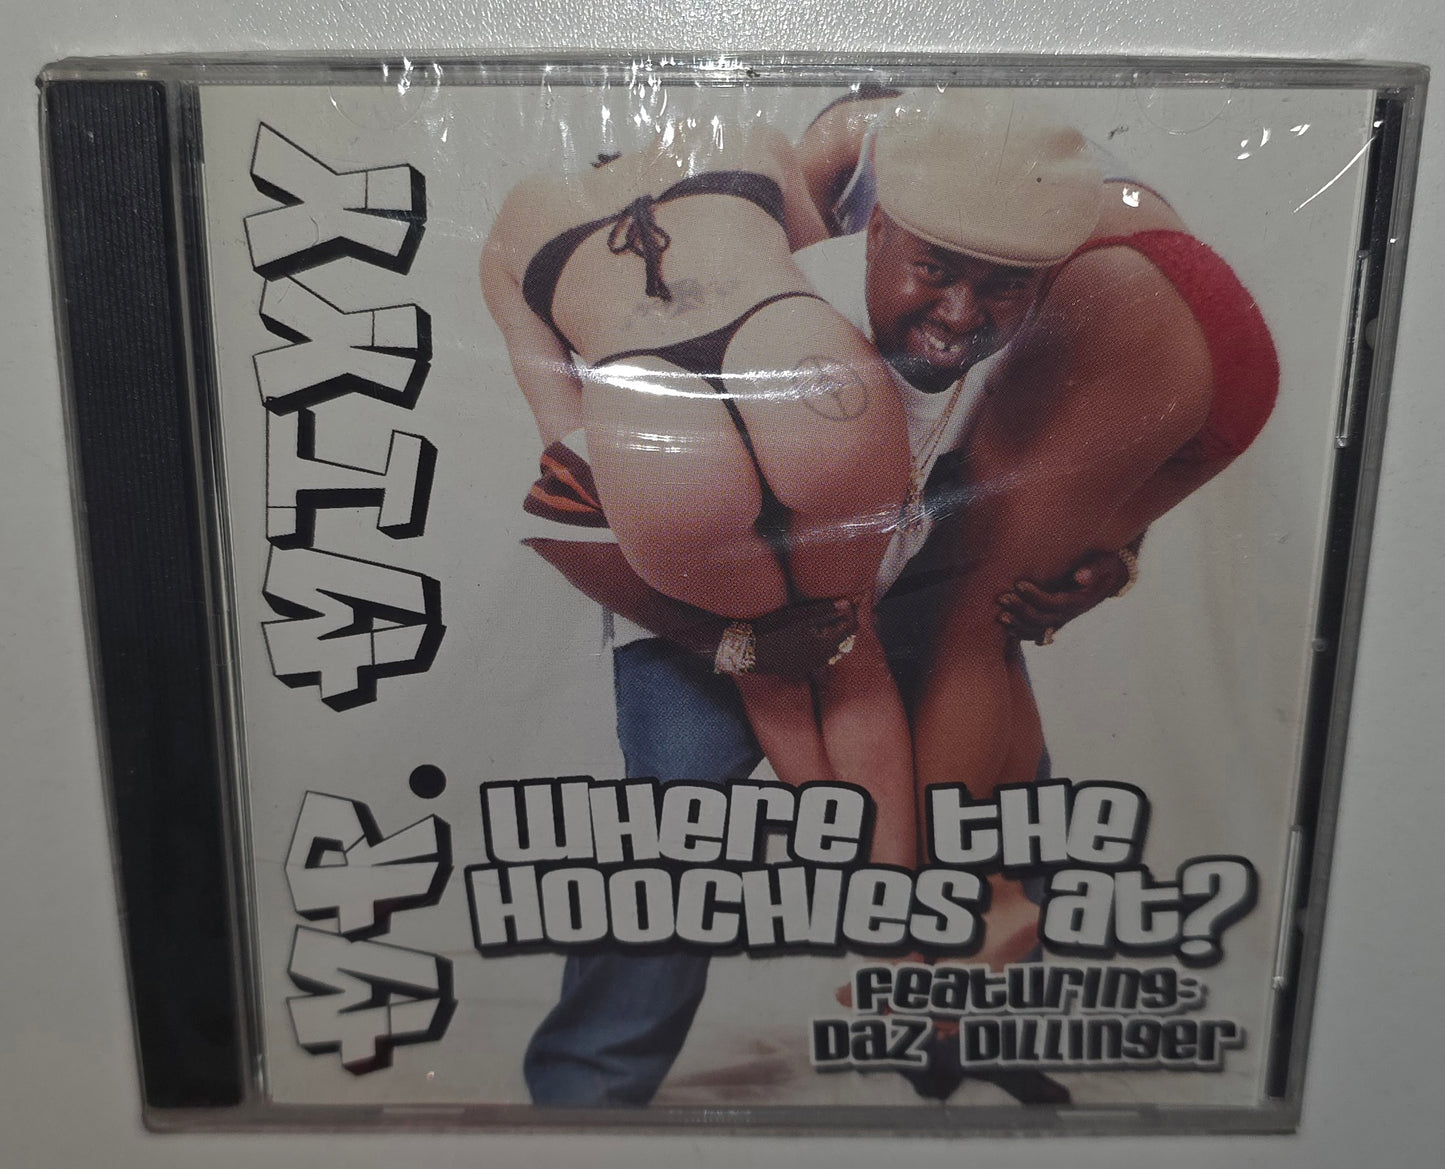 MR. MIXX
WHERE THE
HOOCHIES AT?
FEATURING:
DAZ DILLINGER